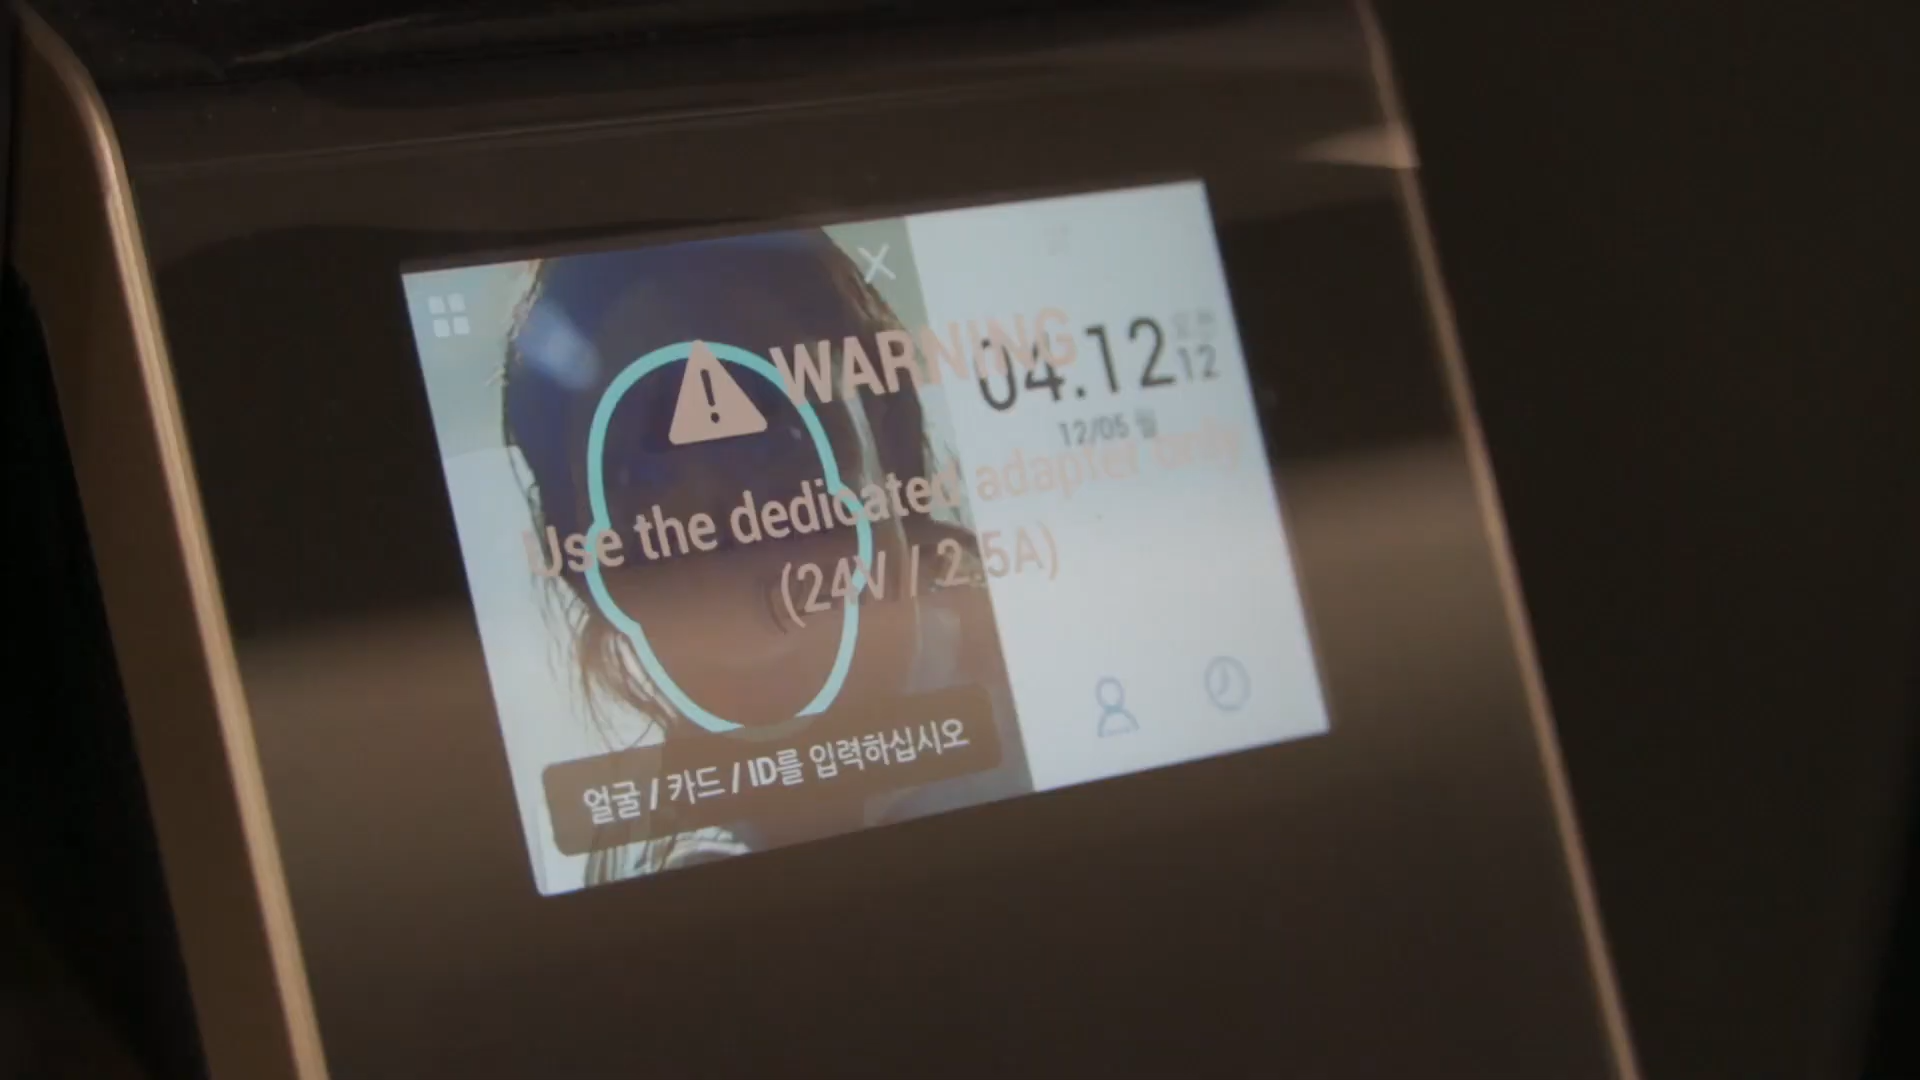 WARNING
Use the dedicated adapter only
(24V / 2.5A)
04.12
12
12/05 월
얼굴 / 카드 / ID를 입력하십시오